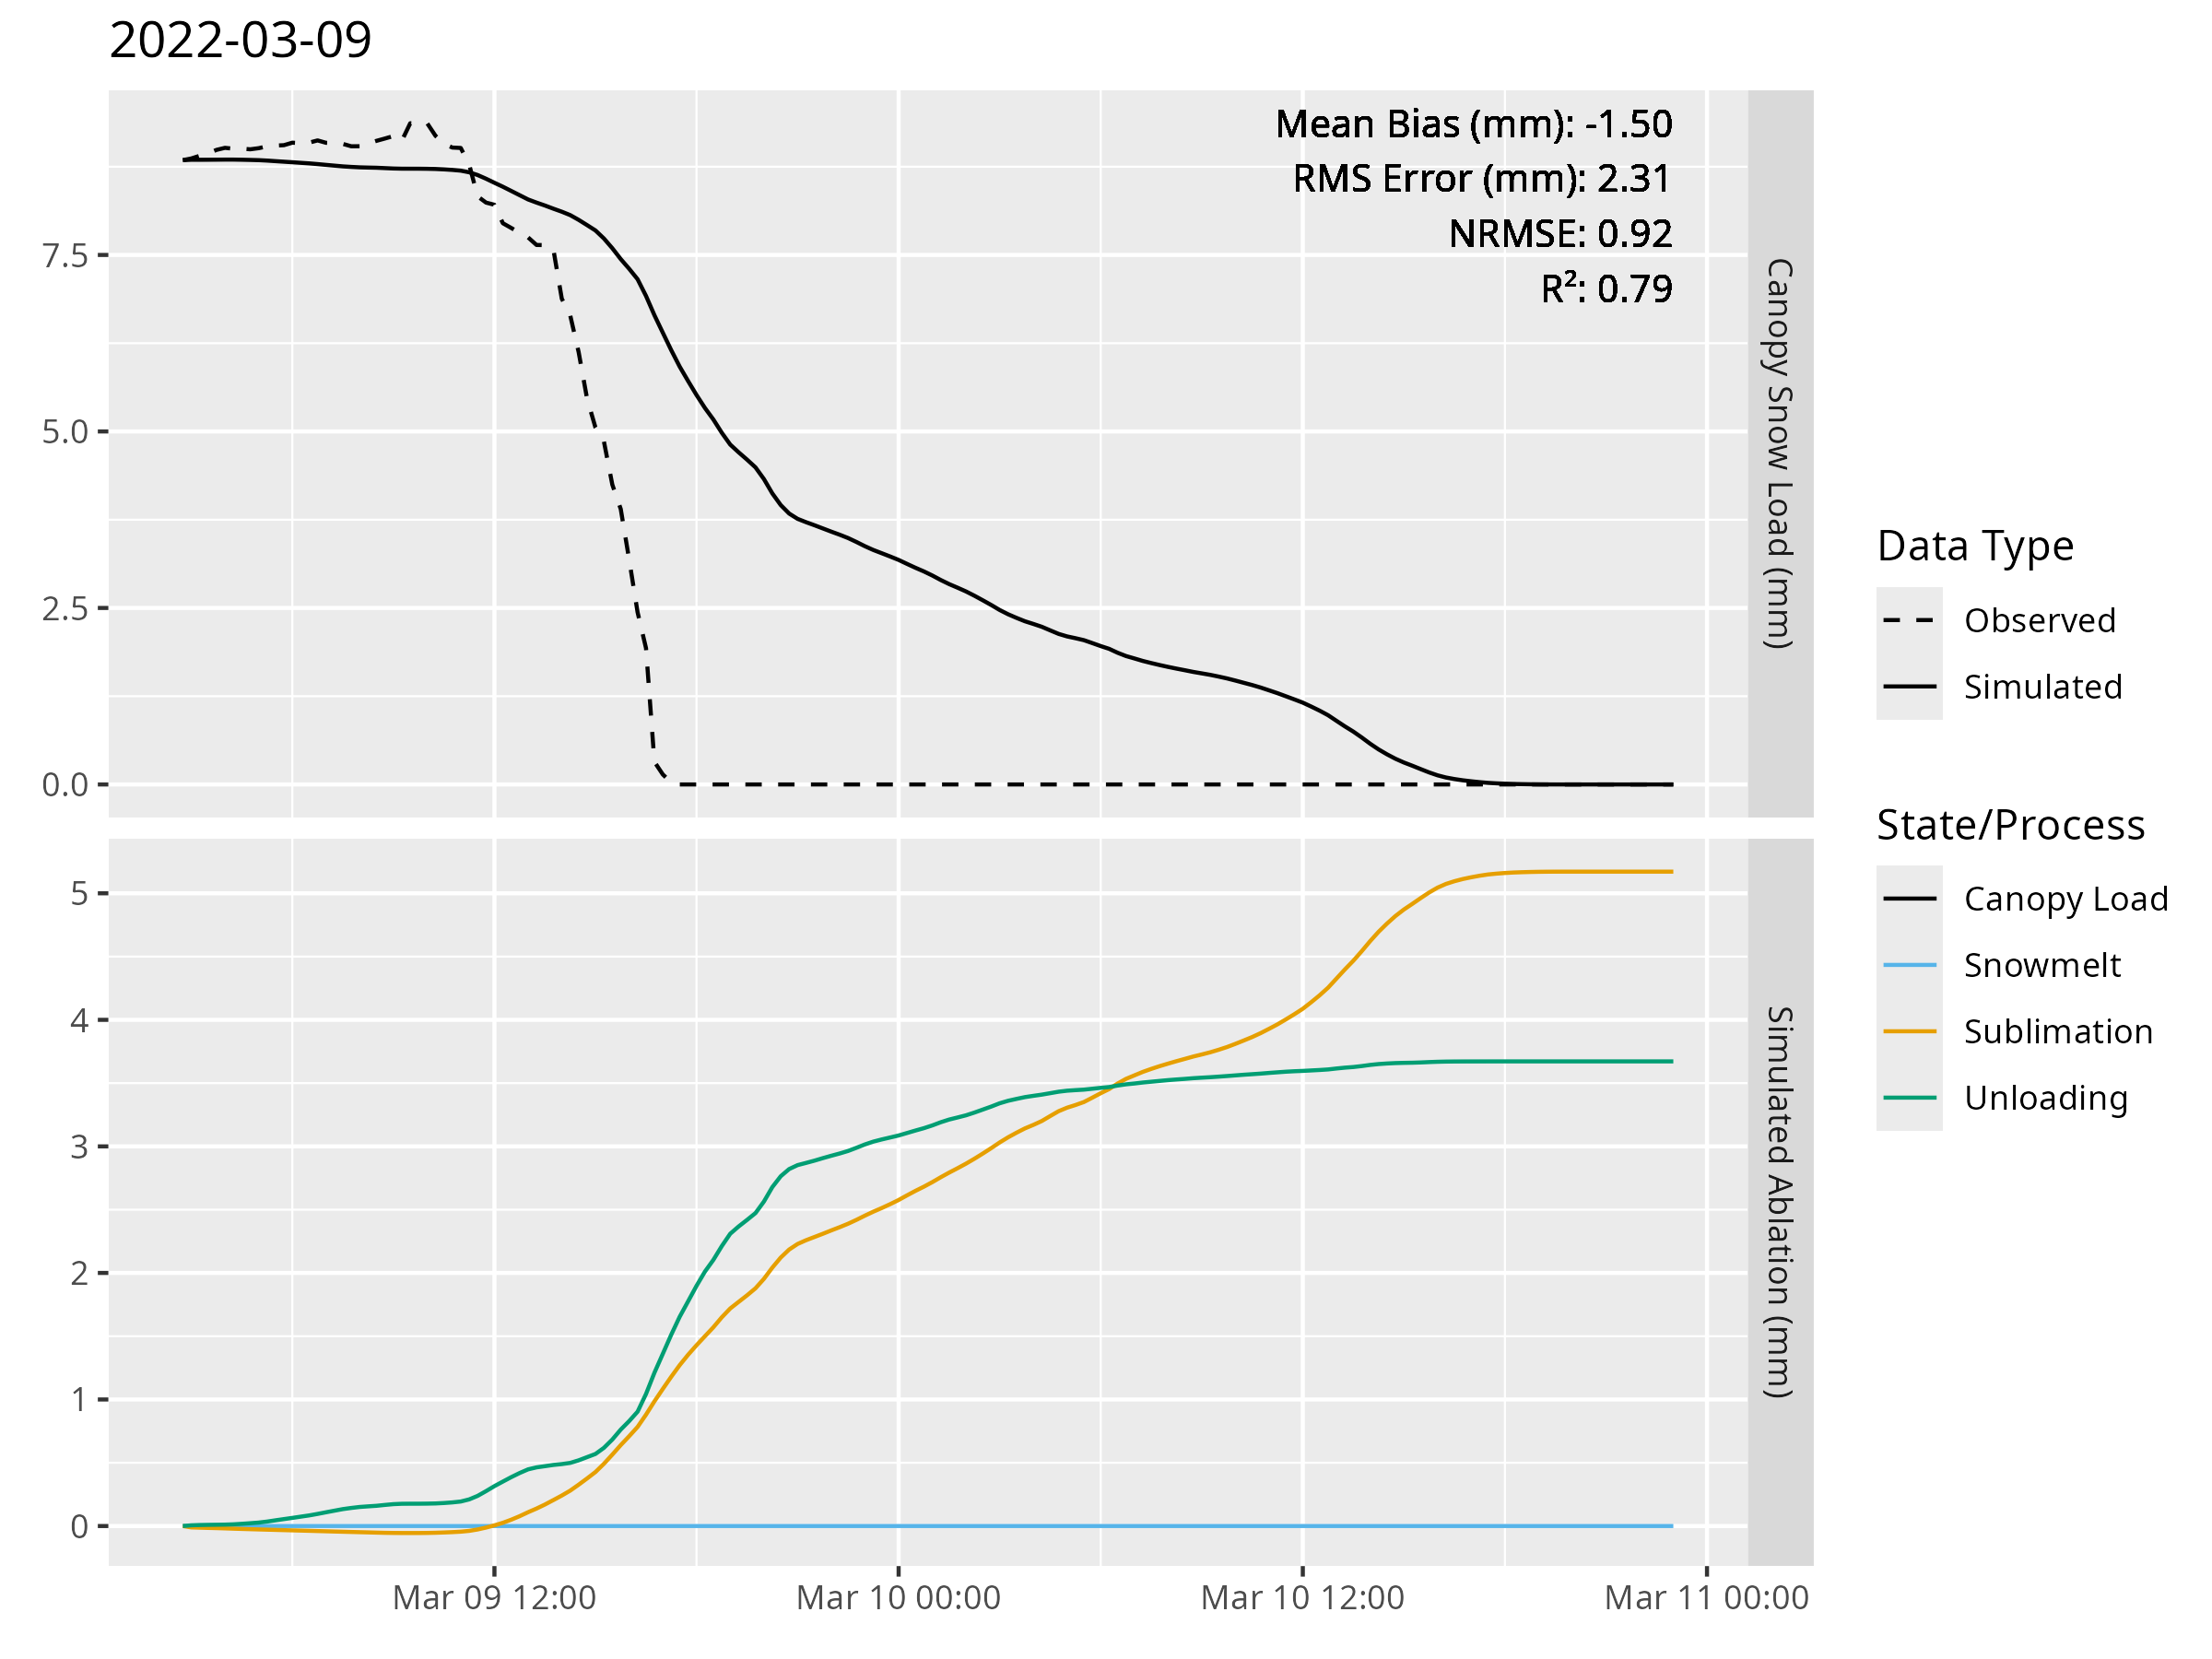 2022-03-09
Mean Bias (mm): -1.50
RMS Error (mm): 2.31
NRMSE: 0.92
R²: 0.79
7.5
5.0
2.5
0.0
Canopy Snow Load (mm)
5
4
3
2
1
0
Simulated Ablation (mm)
Mar 09 12:00
Mar 10 00:00
Mar 10 12:00
Mar 11 00:00
Data Type
Observed
Simulated
State/Process
Canopy Load
Snowmelt
Sublimation
Unloading